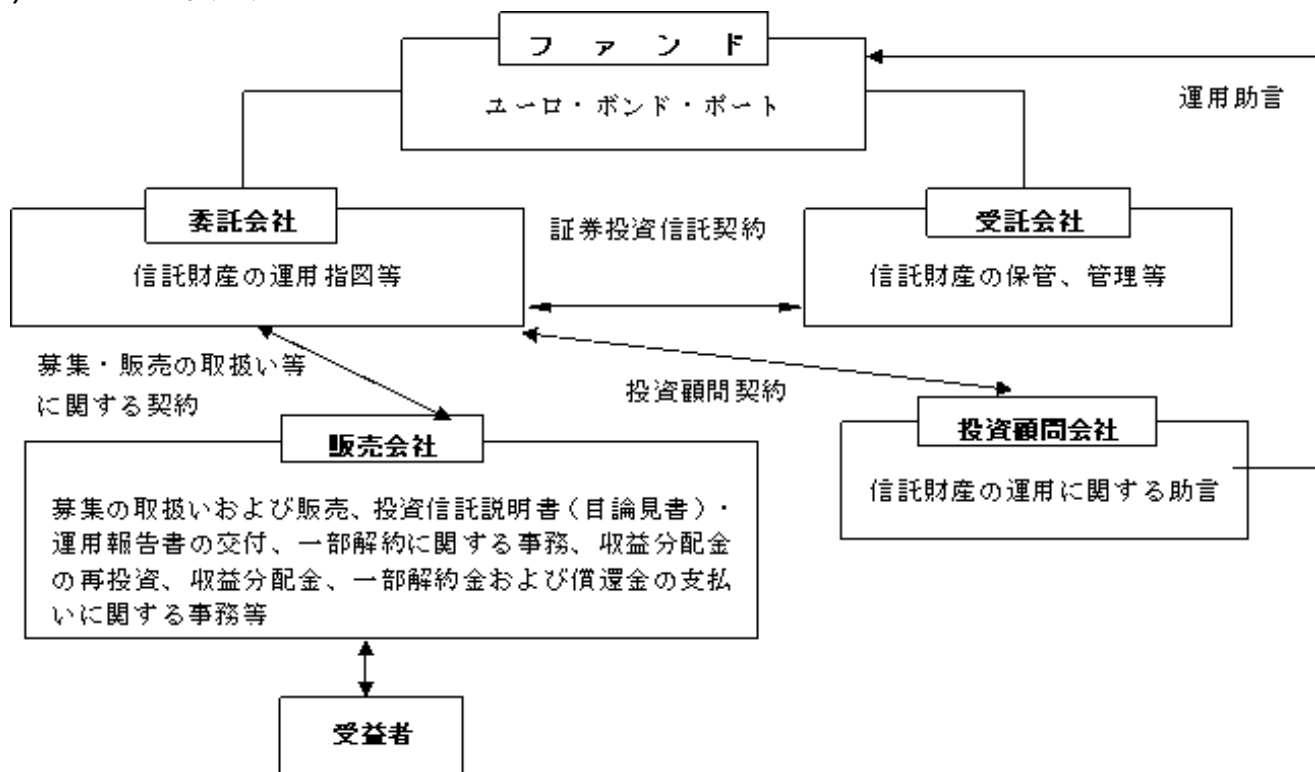 ファンド
運用助言
ユーロ・ボンド・ポート
委託会社
受託会社
証券投資信託契約
信託財産の運用指図等
信託財産の保管、管理等
募集・販売の取扱い等
に関する契約
投資顧問契約
販売会社
投資顧問会社
信託財産の運用に関する助言
募集の取扱いおよび販売、投資信託説明書(目論見書)・
運用報告書の交付、一部解約に関する事務、収益分配金
の再投資、収益分配金、一部解約金および償還金の支払
いに関する事務等
受益者